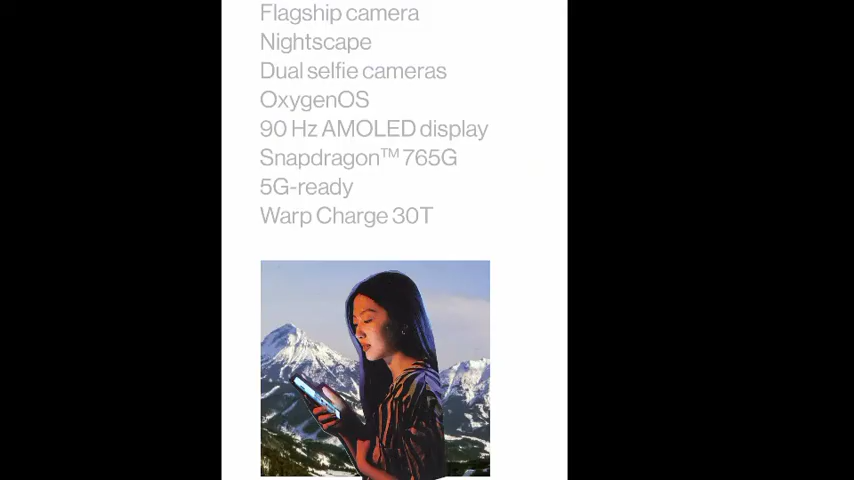 Flagship camera
Nightscape
Dual selfie cameras
OxygenOS
90 Hz AMOLED display
Snapdragon™ 765G
5G-ready
Warp Charge 30T